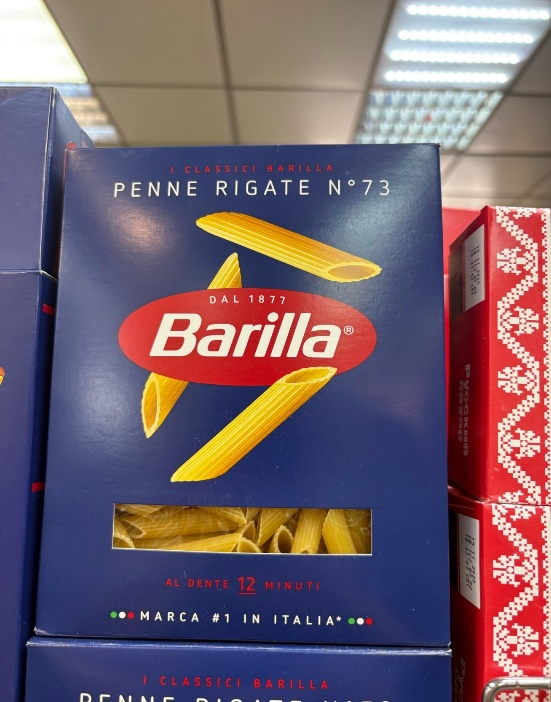 I CLASSICI BARILLA
PENNE RIGATE N°73
DAL 1877
Barilla®
AL DENTE 12 MINUTI
MARCA #1 IN ITALIA*
I CLASSICI BARILLA